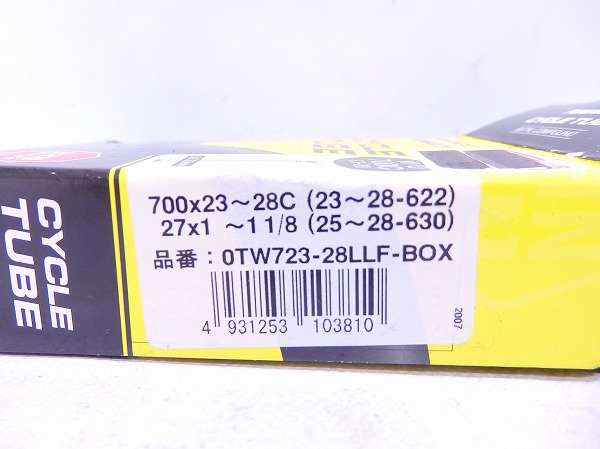 CYCLE
TUBE
700x23～28C (23～28-622)
27x1 ～1 1/8 (25～28-630)
品番：0TW723-28LLF-BOX
4 931253 103810
2007